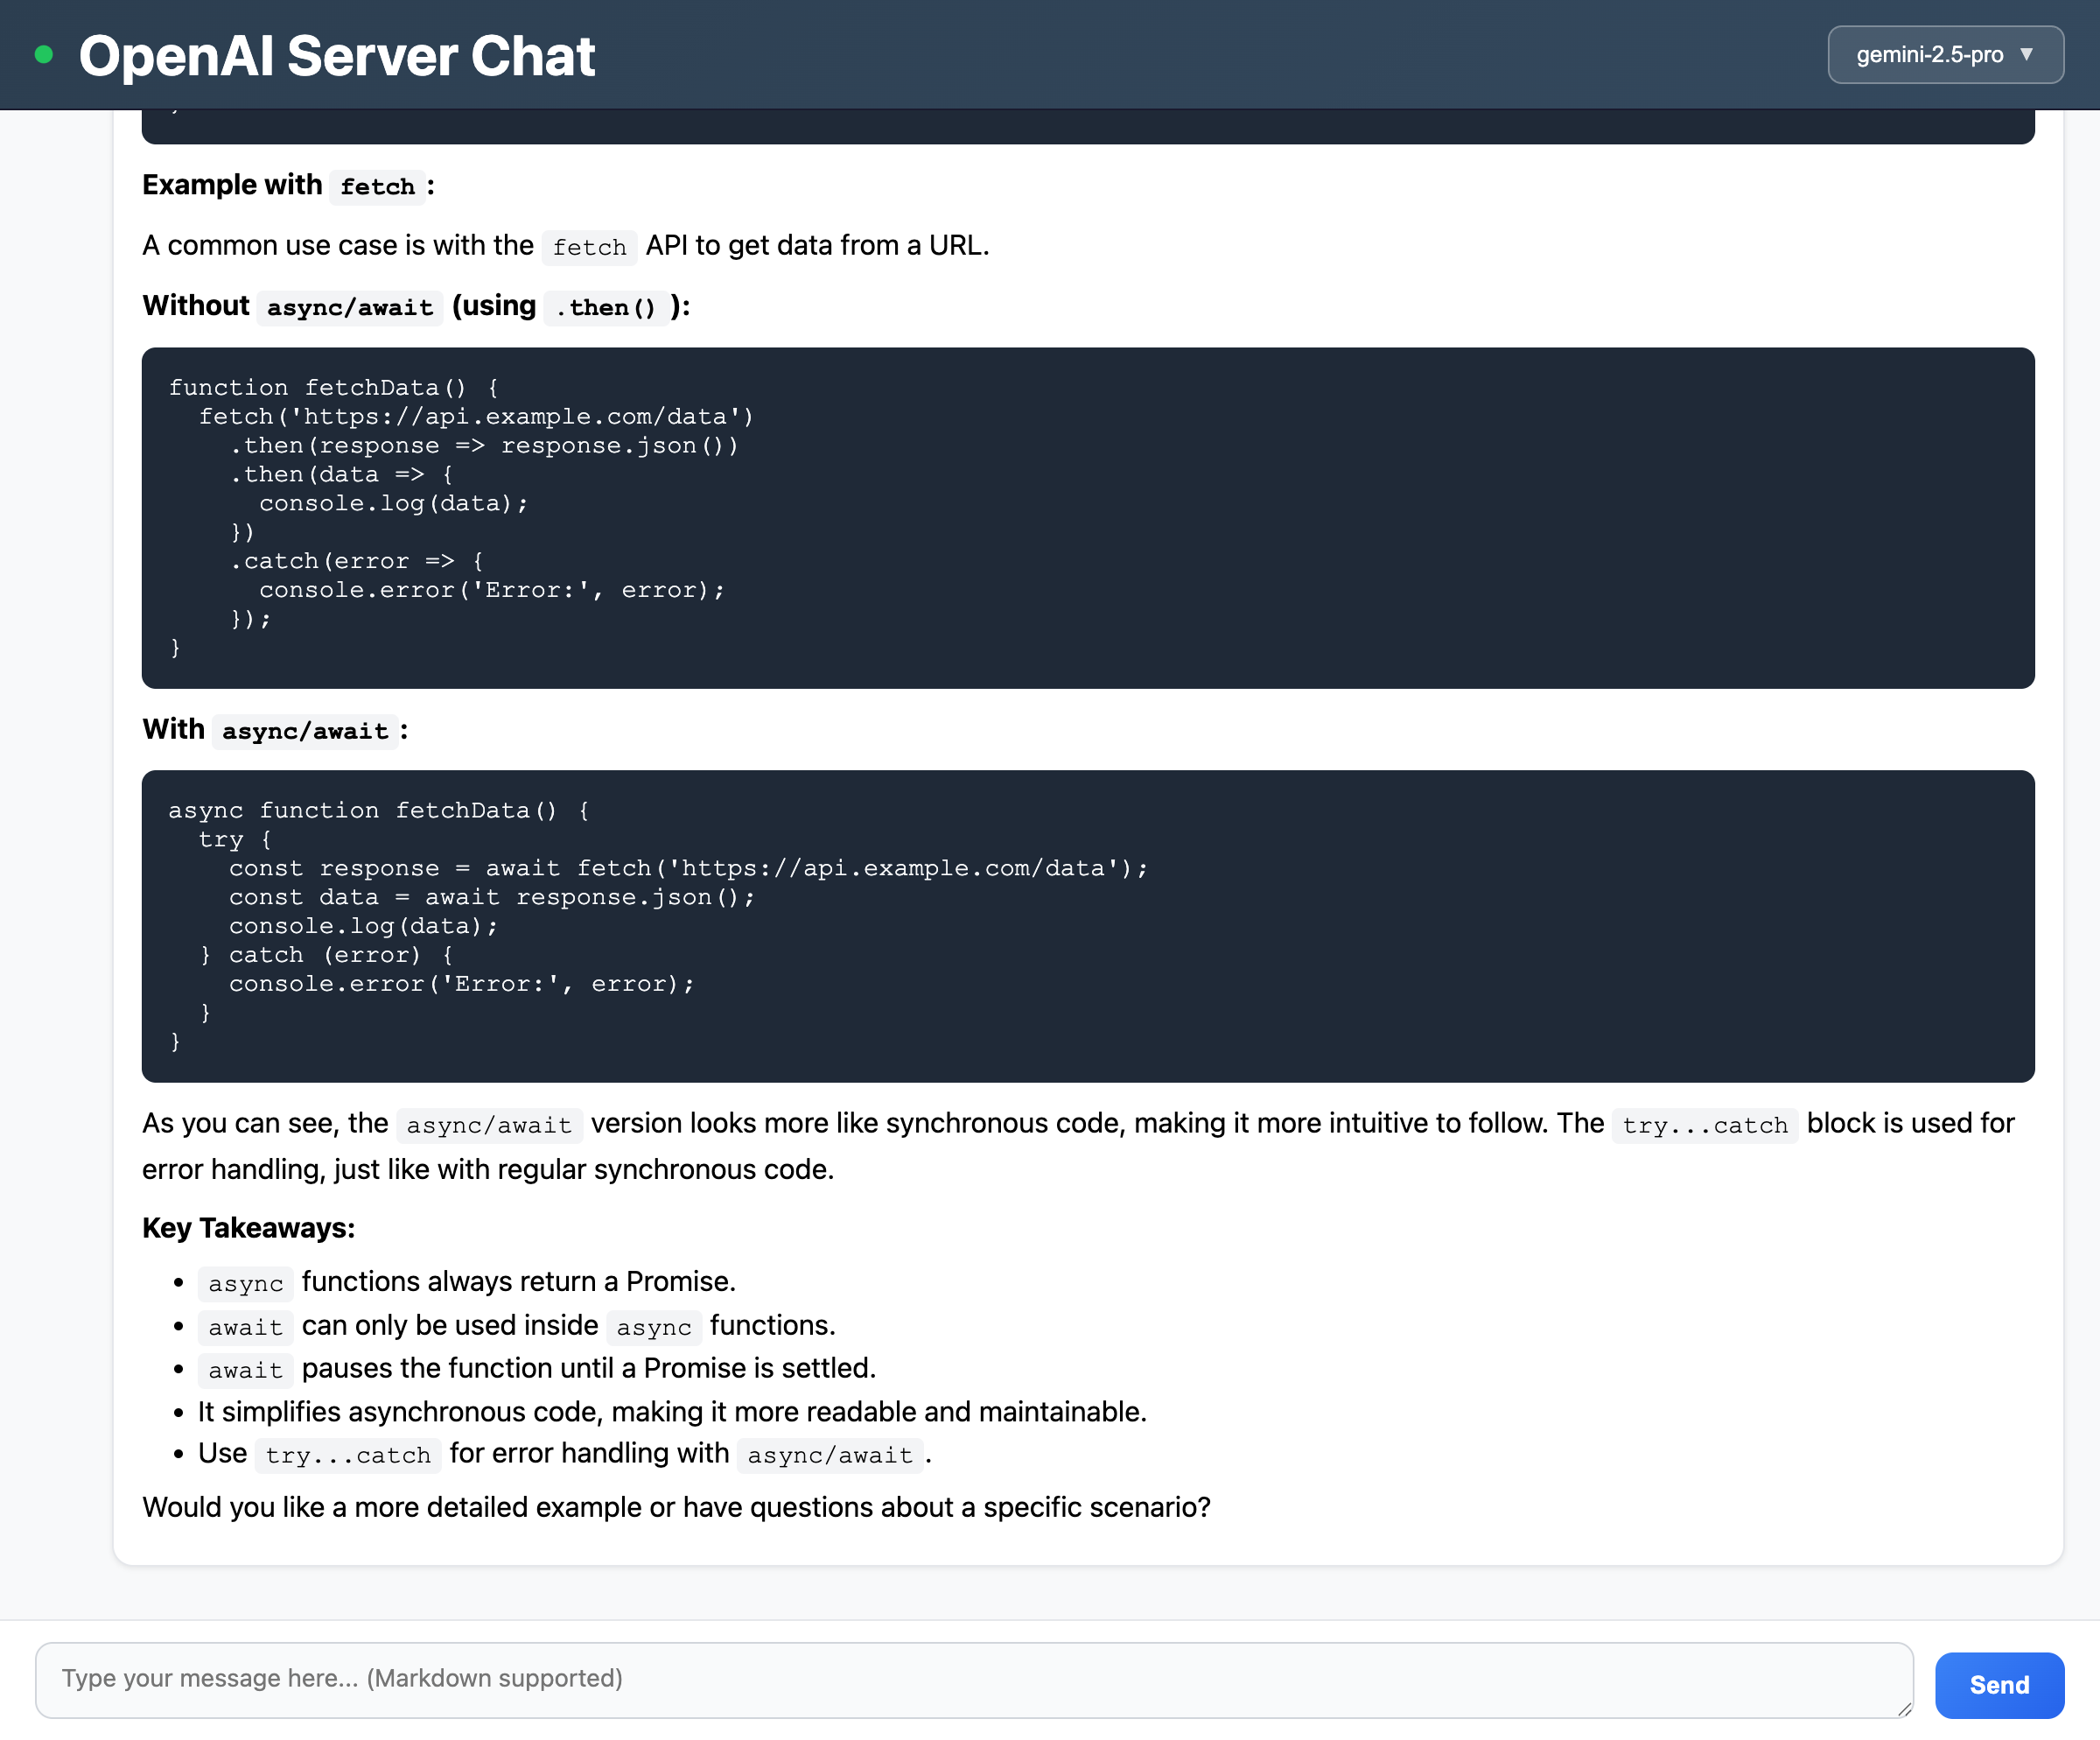 OpenAI Server Chat
gemini-2.5-pro ▼
Example with fetch:
A common use case is with the fetch API to get data from a URL.
Without async/await (using .then()):
function fetchData() {
  fetch('https://api.example.com/data')
    .then(response => response.json())
    .then(data => {
      console.log(data);
    })
    .catch(error => {
      console.error('Error:', error);
    });
}
With async/await:
async function fetchData() {
  try {
    const response = await fetch('https://api.example.com/data');
    const data = await response.json();
    console.log(data);
  } catch (error) {
    console.error('Error:', error);
  }
}
As you can see, the async/await version looks more like synchronous code, making it more intuitive to follow. The try...catch block is used for
error handling, just like with regular synchronous code.
Key Takeaways:
• async functions always return a Promise.
• await can only be used inside async functions.
• await pauses the function until a Promise is settled.
• It simplifies asynchronous code, making it more readable and maintainable.
• Use try...catch for error handling with async/await.
Would you like a more detailed example or have questions about a specific scenario?
Type your message here... (Markdown supported)
Send